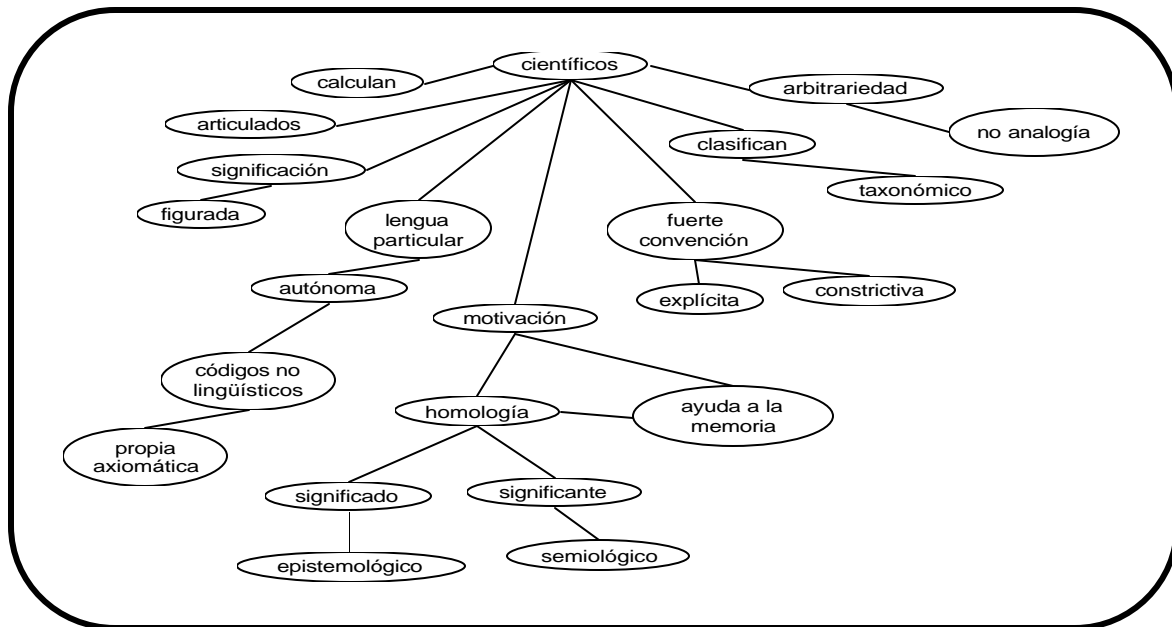 científicos
calculan
arbitrariedad
articulados
no analogía
clasifican
significación
taxonómico
figurada
lengua
particular
fuerte
convención
autónoma
explícita
constrictiva
motivación
códigos no
lingüísticos
homología
ayuda a la
memoria
propia
axiomática
significado
significante
epistemológico
semiológico